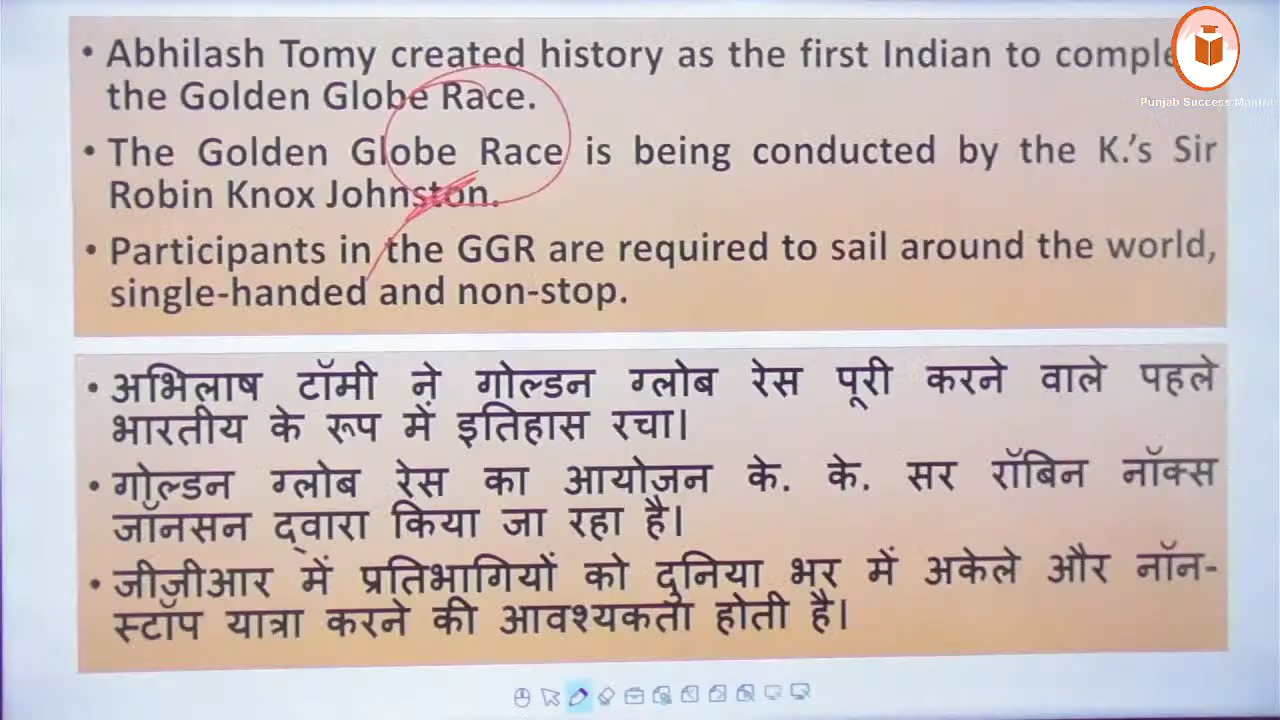 • Abhilash Tomy created history as the first Indian to comple
the Golden Globe Race.
• The Golden Globe Race is being conducted by the K.’s Sir
Robin Knox Johnston.
• Participants in the GGR are required to sail around the world,
single-handed and non-stop.
• अभिलाष टॉमी ने गोल्डन ग्लोब रेस पूरी करने वाले पहले
भारतीय के रूप में इतिहास रचा।
• गोल्डन ग्लोब रेस का आयोजन के. के. सर रॉबिन नॉक्स
जॉनसन द्वारा किया जा रहा है।
• जीजीआर में प्रतिभागियों को दुनिया भर में अकेले और नॉन-
स्टॉप यात्रा करने की आवश्यकता होती है।
Punjab Success Mantra